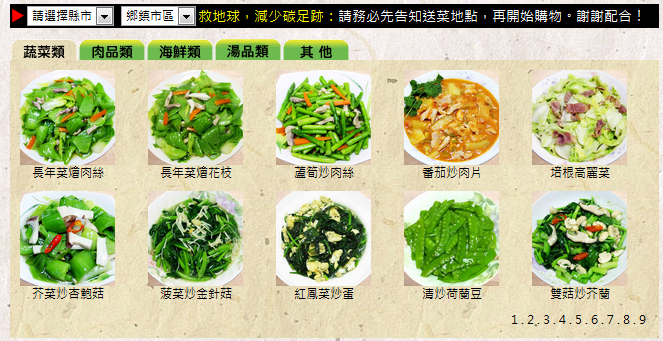 請選擇縣市 鄉鎮市區 救地球，減少碳足跡：請務必先告知送菜地點，再開始購物。謝謝配合！
蔬菜類 肉品類 海鮮類 湯品類 其 他
長年菜燴肉絲 長年菜燴花枝 蘆筍炒肉絲 番茄炒肉片 培根高麗菜
芥菜炒杏鮑菇 菠菜炒金針菇 紅鳳菜炒蛋 清炒荷蘭豆 雙菇炒芥蘭
1.2.3.4.5.6.7.8.9